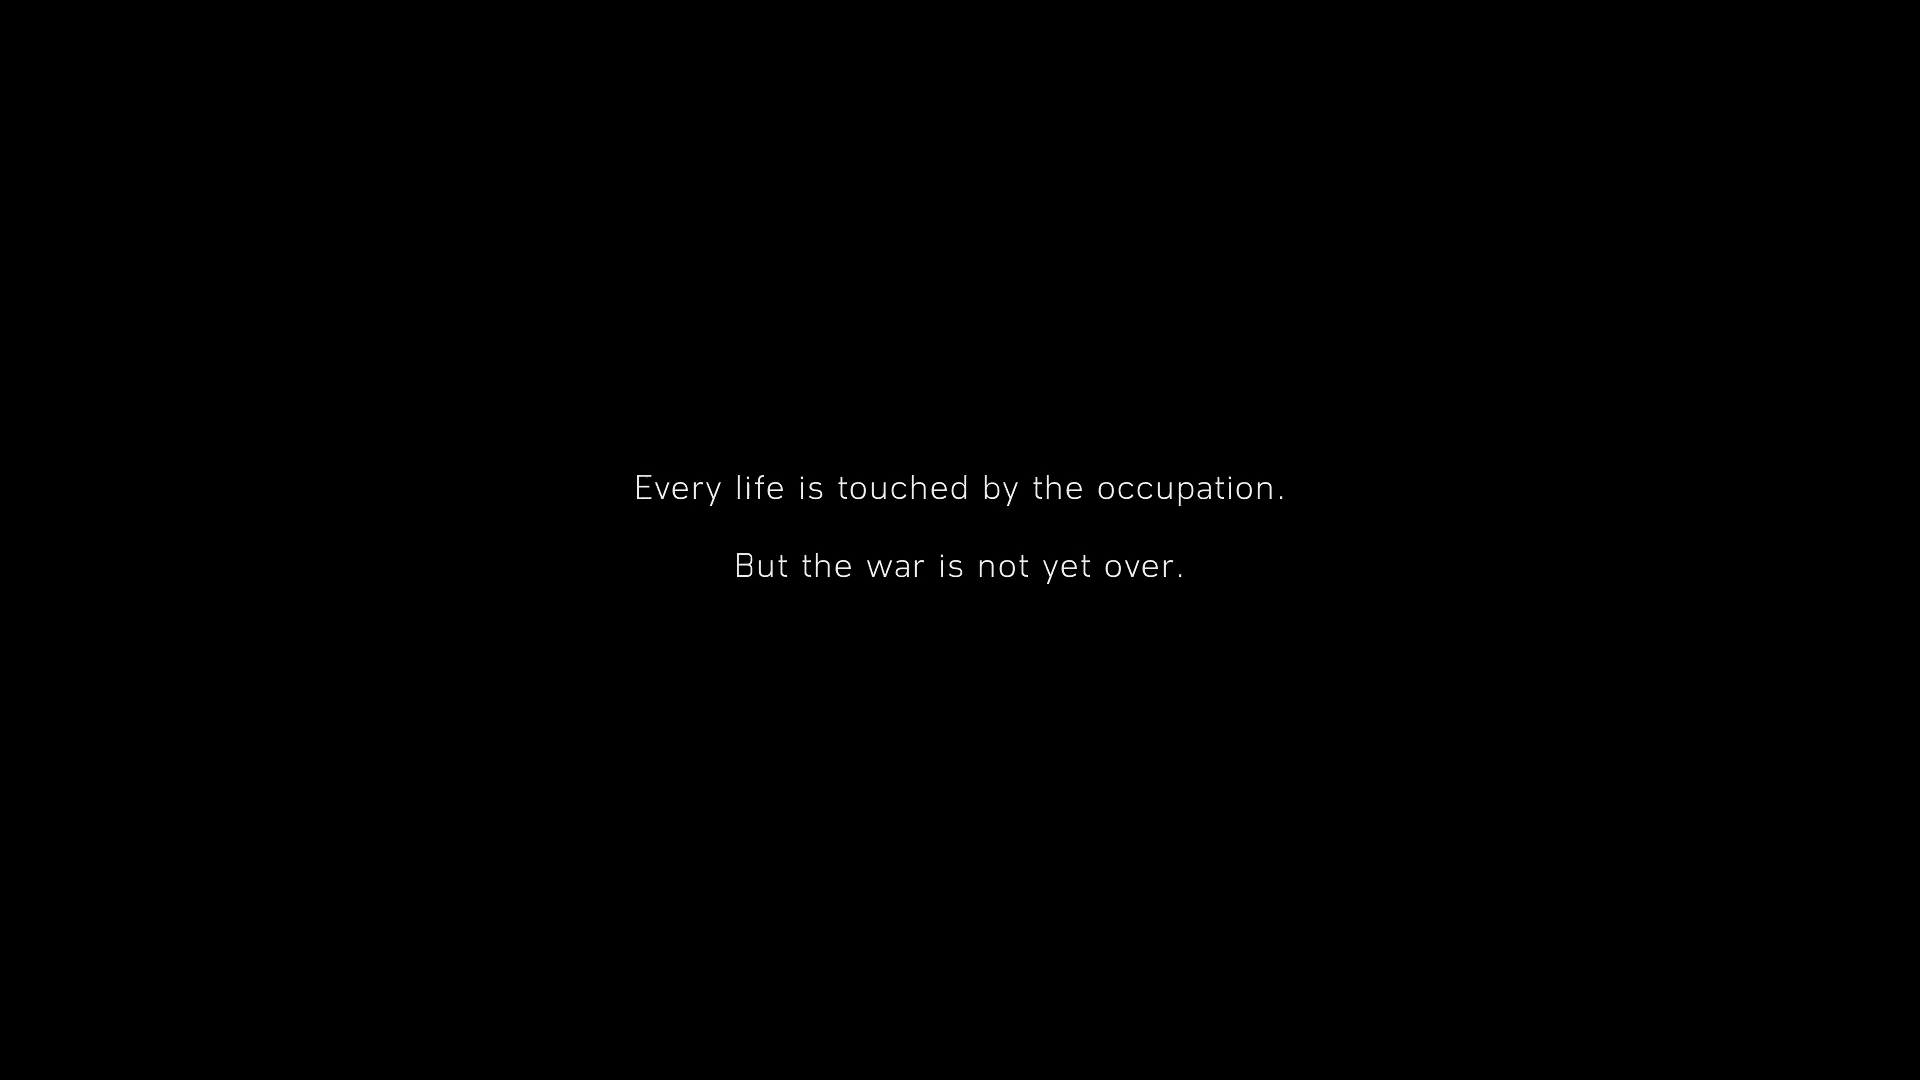 Every life is touched by the occupation.
But the war is not yet over.